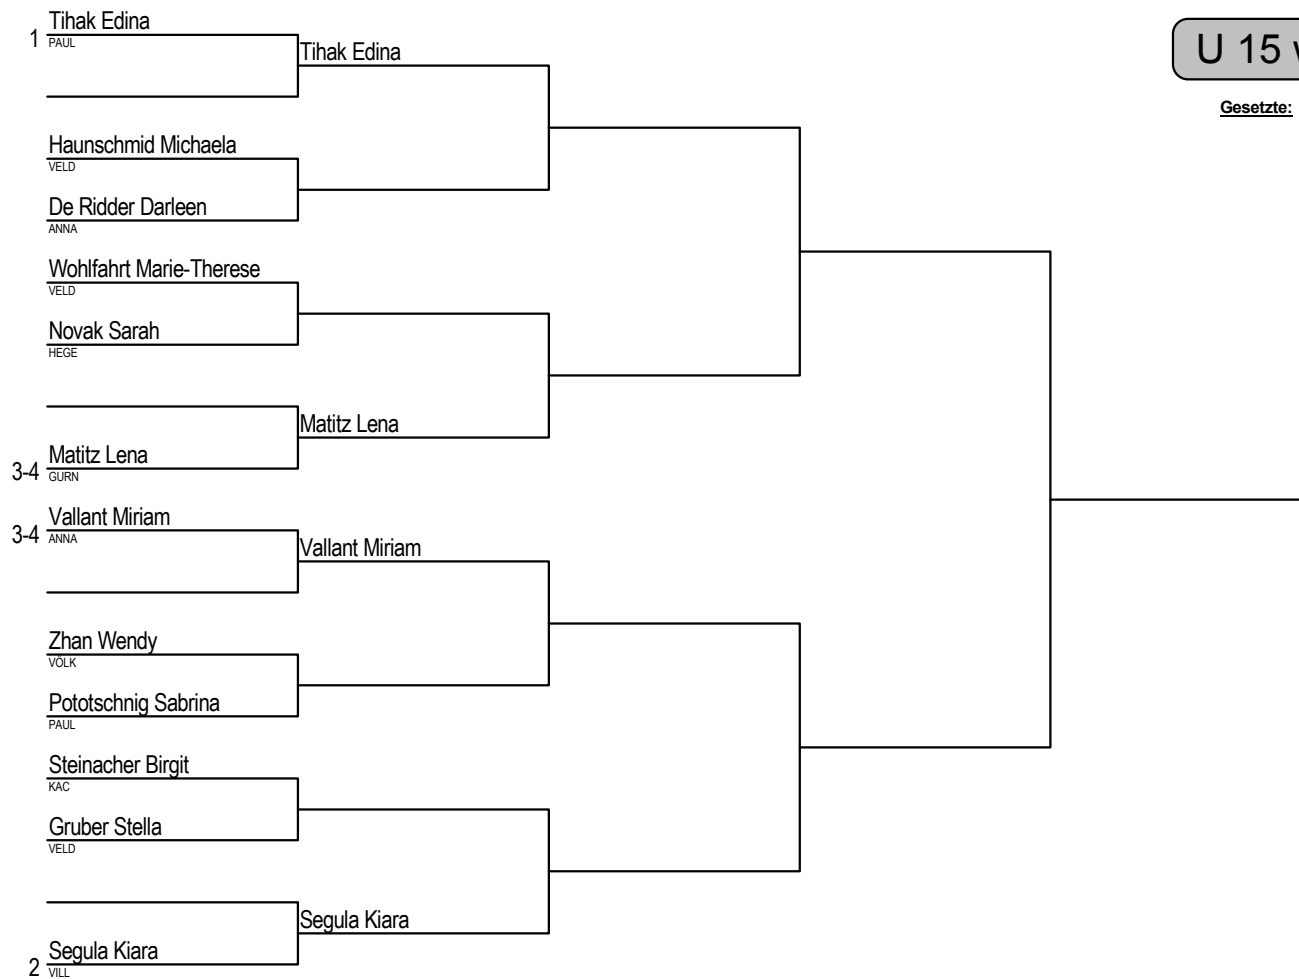 Tihak Edina
1 PAUL
Tihak Edina
U 15 w
Gesetzte:
Haunschmid Michaela
VELD
De Ridder Darleen
ANNA
Wohlfahrt Marie-Therese
VELD
Novak Sarah
HEGE
Matitz Lena
Matitz Lena
3-4 GURN
Vallant Miriam
3-4 ANNA
Vallant Miriam
Zhan Wendy
VÖLK
Pototschnig Sabrina
PAUL
Steinacher Birgit
KAC
Gruber Stella
VELD
Segula Kiara
Segula Kiara
2 VILL